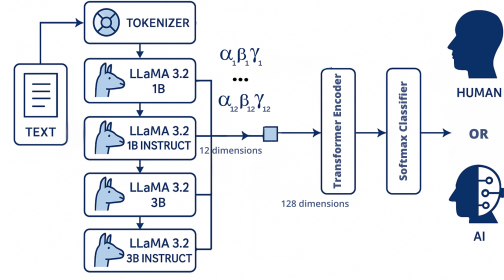 TOKENIZER
LLaMA 3.2
1B
LLaMA 3.2
1B INSTRUCT
LLaMA 3.2
3B
LLaMA 3.2
3B INSTRUCT
TEXT
α₁β₁γ₁
•••
α₁₂β₁₂γ₁₂
12 dimensions
Transformer Encoder
128 dimensions
Softmax Classifier
HUMAN
OR
AI